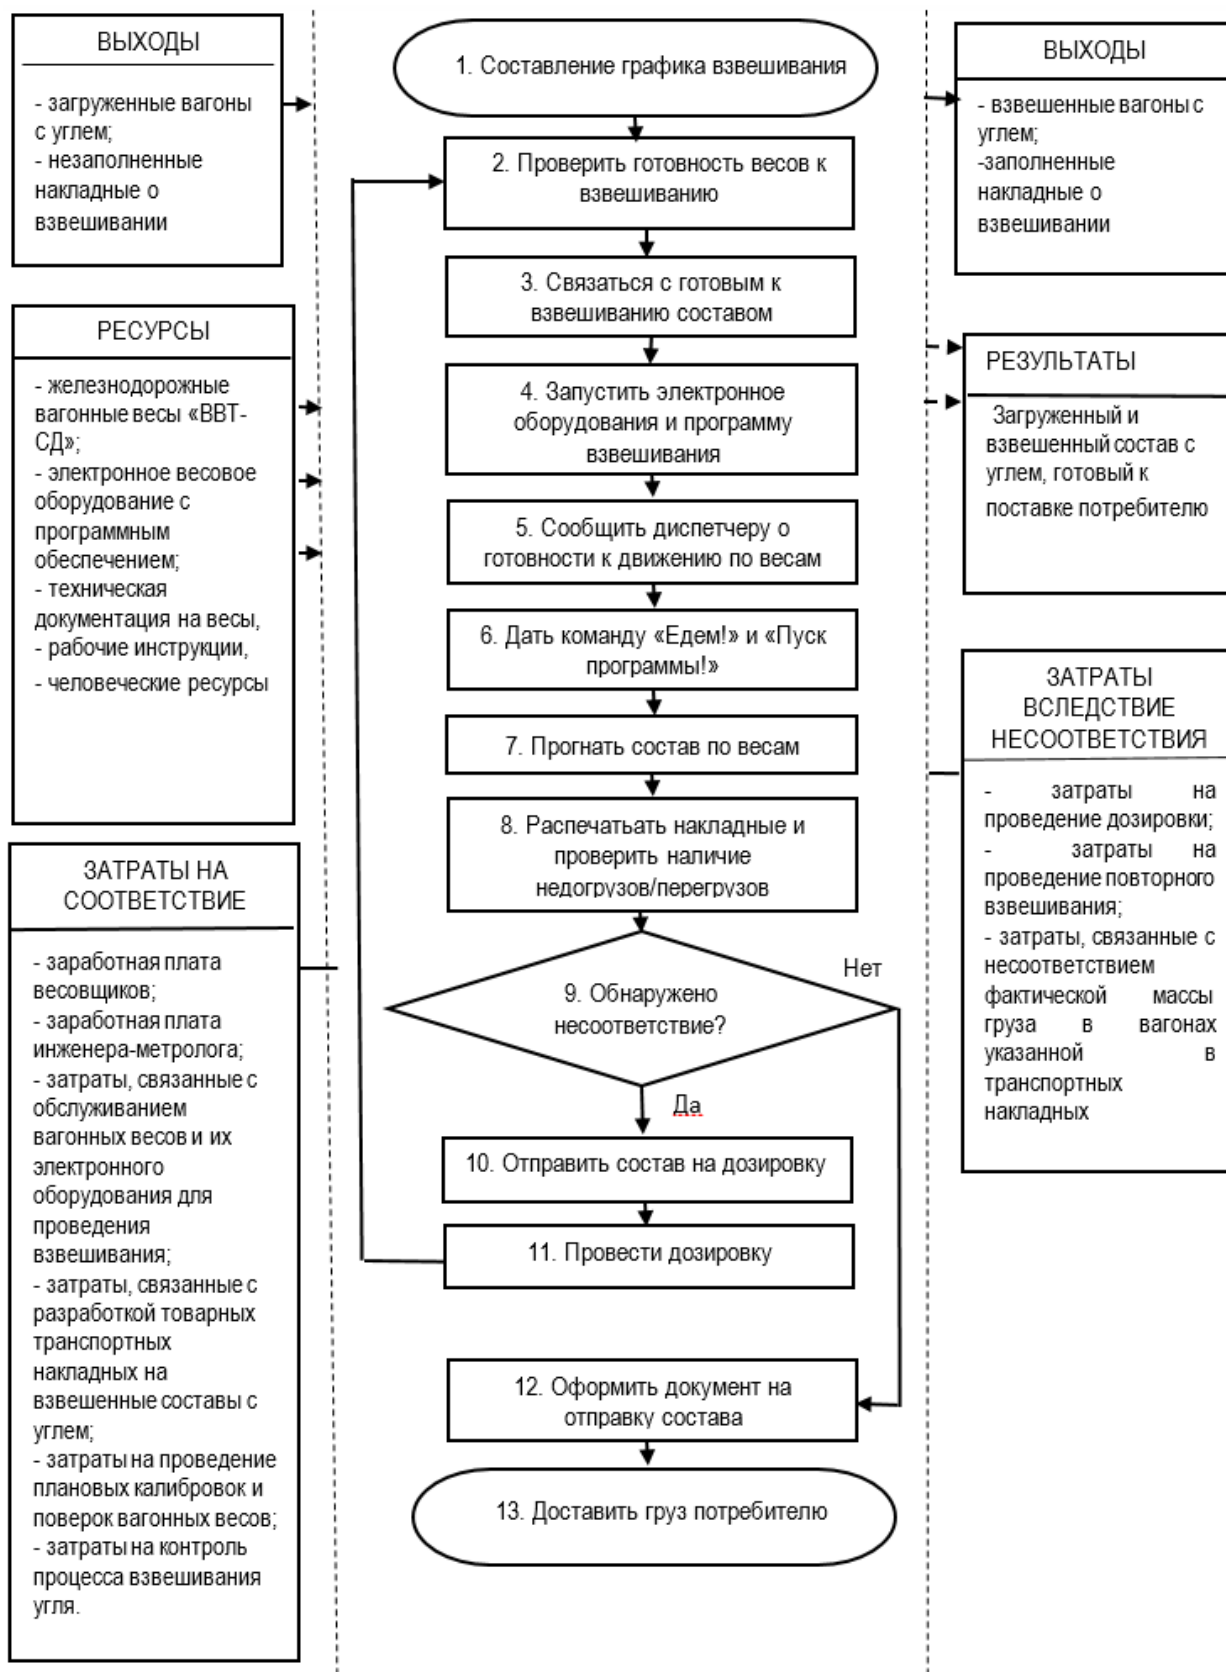 ВЫХОДЫ
- загруженные вагоны
с углем;
- незаполненные
накладные о
взвешивании
РЕСУРСЫ
- железнодорожные
вагонные весы «ВВТ-
СД»;
- электронное весовое
оборудование с
программным
обеспечением;
- техническая
документация на весы,
- рабочие инструкции,
- человеческие ресурсы
ЗАТРАТЫ НА
СООТВЕТСТВИЕ
- заработная плата
весовщиков;
- заработная плата
инженера-метролога;
- затраты, связанные с
обслуживанием
вагонных весов и их
электронного
оборудования для
проведения
взвешивания;
- затраты, связанные с
разработкой товарных
транспортных
накладных на
взвешенные составы с
углем;
- затраты на проведение
плановых калибровок и
поверок вагонных весов;
- затраты на контроль
процесса взвешивания
угля.
1. Составление графика взвешивания
2. Проверить готовность весов к
взвешиванию
3. Связаться с готовым к
взвешиванию составом
4. Запустить электронное
оборудования и программу
взвешивания
5. Сообщить диспетчеру о
готовности к движению по весам
6. Дать команду «Едем!» и «Пуск
программы!»
7. Прогнать состав по весам
8. Распечатьать накладные и
проверить наличие
недогрузов/перегрузов
9. Обнаружено
несоответствие?
Нет
Да
10. Отправить состав на дозировку
11. Провести дозировку
12. Оформить документ на
отправку состава
13. Доставить груз потребителю
ВЫХОДЫ
- взвешенные вагоны с
углем;
-заполненные
накладные о
взвешивании
РЕЗУЛЬТАТЫ
Загруженный и
взвешенный состав с
углем, готовый к
поставке потребителю
ЗАТРАТЫ
ВСЛЕДСТВИЕ
НЕСООТВЕТСТВИЯ
- затраты на
проведение дозировки;
- затраты на
проведение повторного
взвешивания;
- затраты, связанные с
несоответствием
фактической массы
груза в вагонах
указанной в
транспортных
накладных